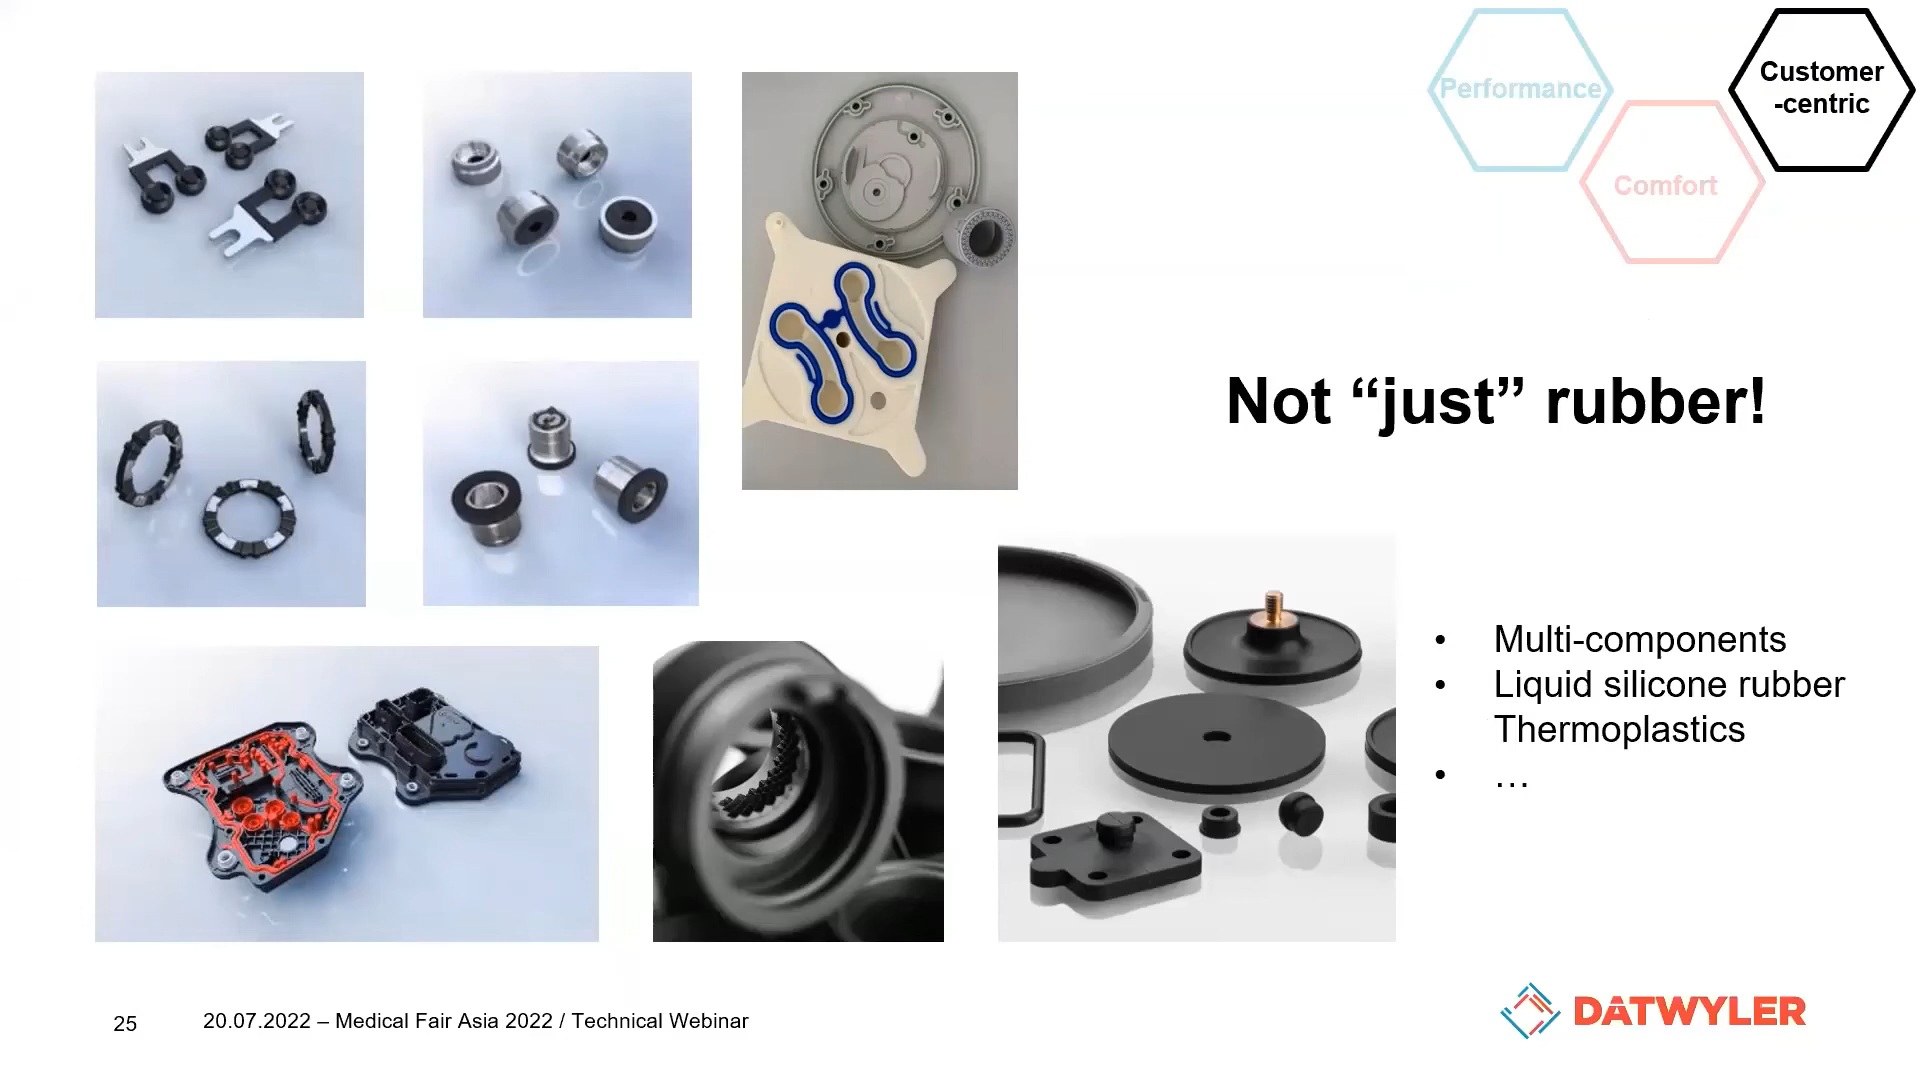 Performance
Customer
-centric
Comfort
Not “just” rubber!
• Multi-components
• Liquid silicone rubber
Thermoplastics
• …
25
20.07.2022 – Medical Fair Asia 2022 / Technical Webinar
DATWYLER